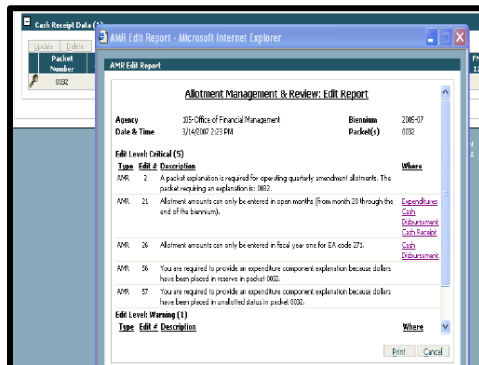 Cash Receipt Data (1)
AMR Edit Report - Microsoft Internet Explorer
Update Delete
Packet Number
0032
AMR Edit Report
Allotment Management & Review: Edit Report
Agency 105-Office of Financial Management Biennium 2005-07
Date & Time 3/14/2007 2:23 PM Packet(s) 0032
Edit Level: Critical (5)
Type Edit # Description Where
AMR 2 A packet explanation is required for operating quarterly amendment allotments. The
packet requiring an explanation is: 0032.
AMR 21 Allotment amounts can only be entered in open months (from month 20 through the Expenditures
end of the biennium). Cash
Disbursement
Cash Receipt
AMR 26 Allotment amounts can only be entered in fiscal year one for EA code 271. Cash
Disbursement
AMR 56 You are required to provide an expenditure component explanation because dollars
have been placed in reserve in packet 0032.
AMR 57 You are required to provide an expenditure component explanation because dollars
have been placed in unallotted status in packet 0032.
Edit Level: Warning (1)
Type Edit # Description Where
Print Cancel